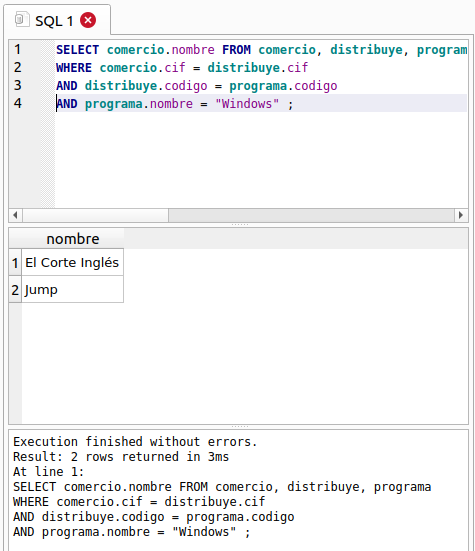 SQL 1
1 SELECT comercio.nombre FROM comercio, distribuye, program
2 WHERE comercio.cif = distribuye.cif
3 AND distribuye.codigo = programa.codigo
4 AND programa.nombre = "Windows" ;
nombre
1 El Corte Inglés
2 Jump
Execution finished without errors.
Result: 2 rows returned in 3ms
At line 1:
SELECT comercio.nombre FROM comercio, distribuye, programa
WHERE comercio.cif = distribuye.cif
AND distribuye.codigo = programa.codigo
AND programa.nombre = "Windows" ;